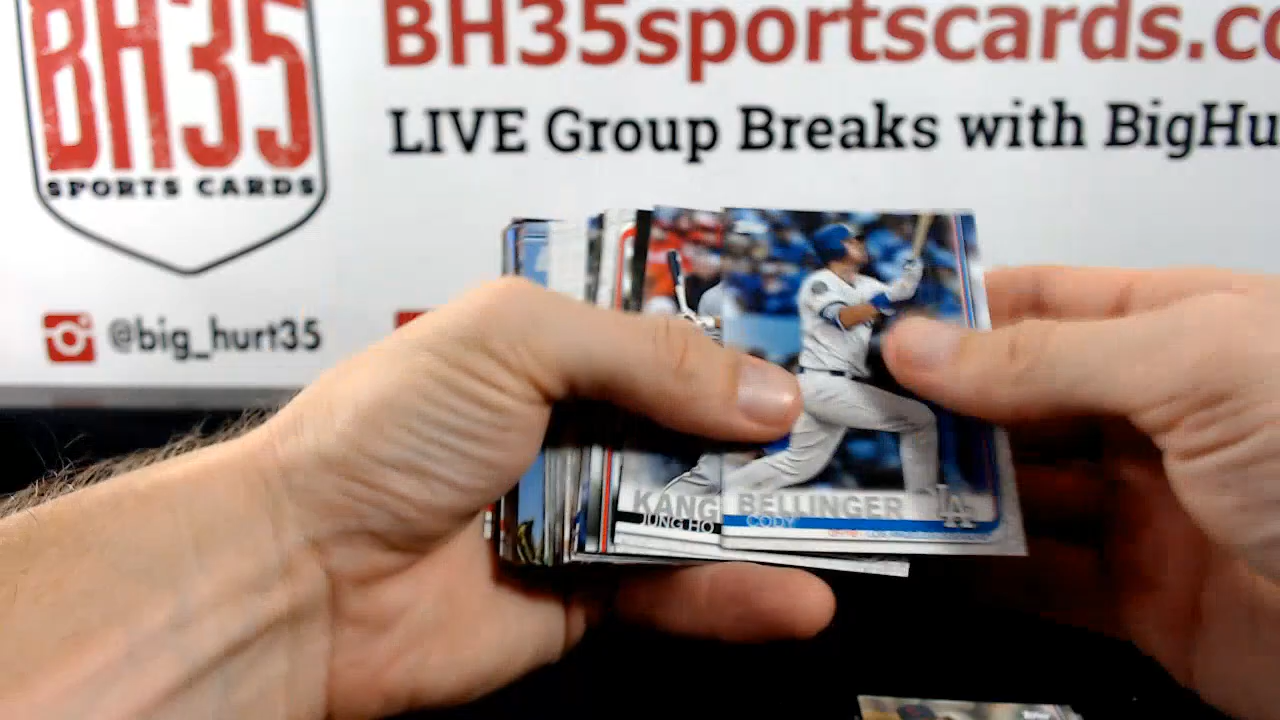 BH35
SPORTS CARDS
BH35sportscards.co
LIVE Group Breaks with BigHu
@big_hurt35
KANG
JUNG HO
BELLINGER
CODY
LA